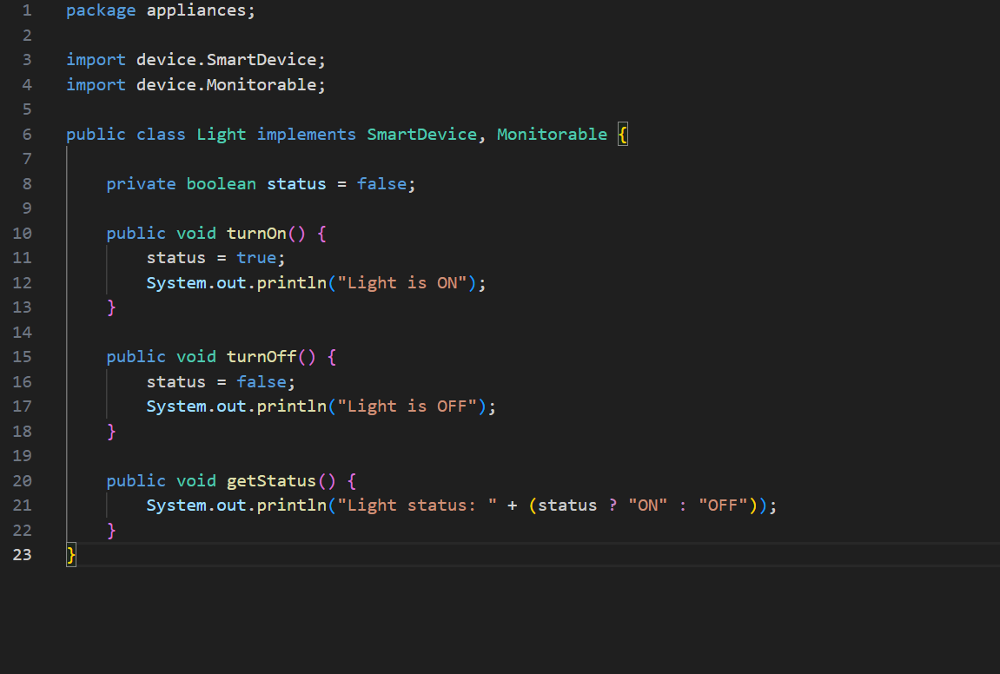 1 package appliances;
2
3 import device.SmartDevice;
4 import device.Monitorable;
5
6 public class Light implements SmartDevice, Monitorable {
7
8     private boolean status = false;
9
10     public void turnOn() {
11         status = true;
12         System.out.println("Light is ON");
13     }
14
15     public void turnOff() {
16         status = false;
17         System.out.println("Light is OFF");
18     }
19
20     public void getStatus() {
21         System.out.println("Light status: " + (status ? "ON" : "OFF"));
22     }
23 }